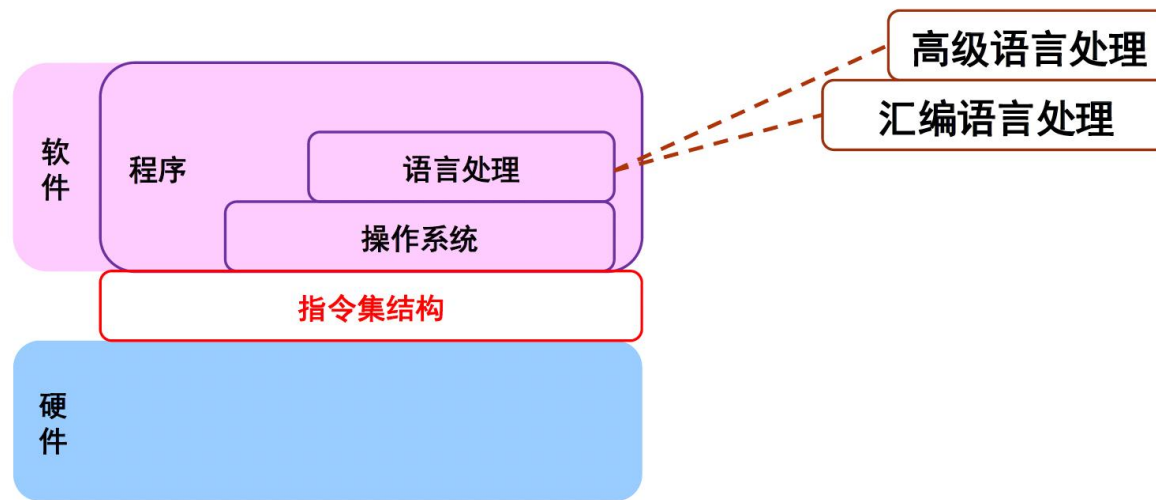 高级语言处理
汇编语言处理
软件
程序
语言处理
操作系统
指令集结构
硬件